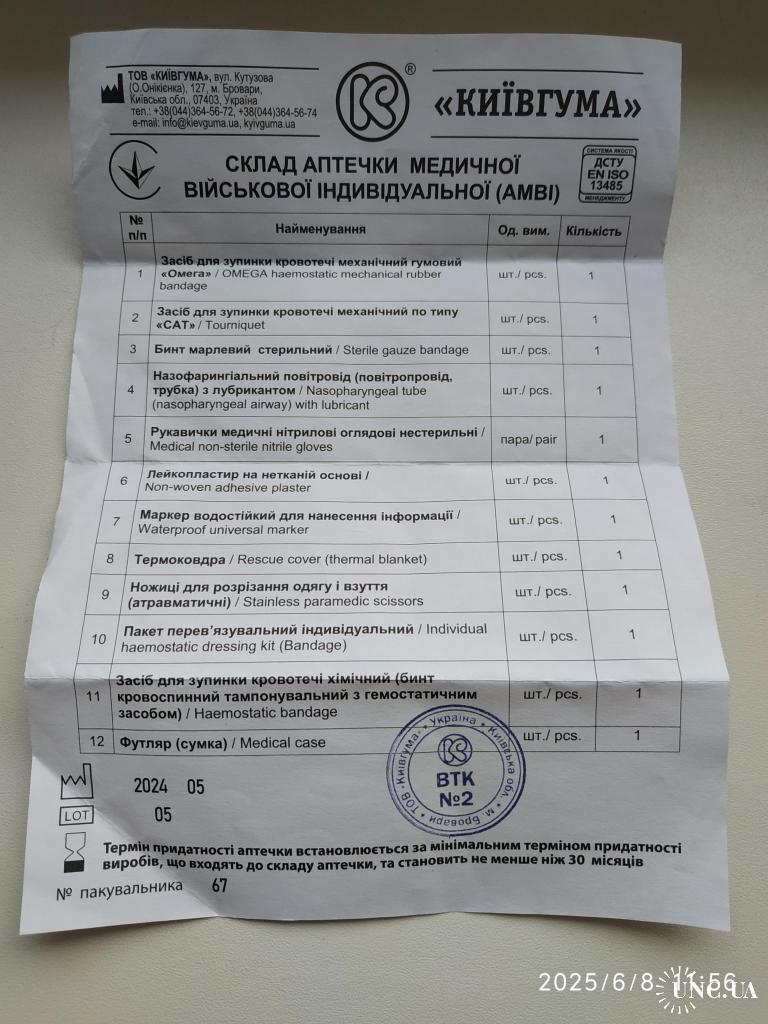 ТОВ «КИЇВГУМА», вул. Кутузова
(О.Онікієнка), 127, м. Бровари,
Київська обл., 07403, Україна
тел.: +38(044)364-56-72, +38(044)364-56-74
e-mail: info@kievguma.ua, kyivguma.ua
®
«КИЇВГУМА»
СКЛАД АПТЕЧКИ МЕДИЧНОЇ
ВІЙСЬКОВОЇ ІНДИВІДУАЛЬНОЇ (АМВІ)
СИСТЕМА ЯКОСТІ
ДСТУ
EN ISO
13485
МЕНЕДЖМЕНТУ
№ п/п Найменування Од. вим. Кількість
Засіб для зупинки кровотечі механічний гумовий
1 «Омега» / OMEGA haemostatic mechanical rubber шт./ pcs. 1
bandage
Засіб для зупинки кровотечі механічний по типу
2 «САТ» / Tourniquet шт./ pcs. 1
3 Бинт марлевий стерильний / Sterile gauze bandage шт./ pcs. 1
Назофарингіальний повітровід (повітропровід,
4 трубка) з лубрикантом / Nasopharyngeal tube шт./ pcs. 1
(nasopharyngeal airway) with lubricant
5 Рукавички медичні нітрилові оглядові нестерильні / пара/ pair 1
Medical non-sterile nitrile gloves
6 Лейкопластир на нетканій основі / шт./ pcs. 1
Non-woven adhesive plaster
7 Маркер водостійкий для нанесення інформації / шт./ pcs. 1
Waterproof universal marker
8 Термоковдра / Rescue cover (thermal blanket) шт./ pcs. 1
9 Ножиці для розрізання одягу і взуття шт./ pcs. 1
(атравматичні) / Stainless paramedic scissors
10 Пакет перев’язувальний індивідуальний / Individual шт./ pcs. 1
haemostatic dressing kit (Bandage)
Засіб для зупинки кровотечі хімічний (бинт
11 кровоспинний тампонувальний з гемостатичним шт./ pcs. 1
засобом) / Haemostatic bandage
12 Футляр (сумка) / Medical case шт./ pcs. 1
ТОВ «Київгума» • Україна • Київська обл. • м. Бровари
ВТК
№2
2024 05
LOT 05
Термін придатності аптечки встановлюється за мінімальним терміном придатності
виробів, що входять до складу аптечки, та становить не менше ніж 30 місяців
№ пакувальника 67
2025/6/8 11:56
UNC.UA